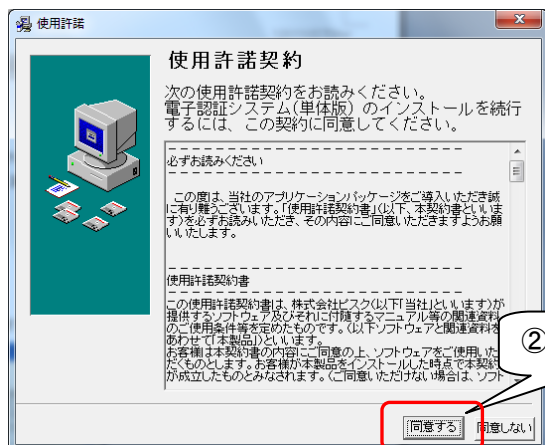 使用許諾
使用許諾契約
次の使用許諾契約をお読みください。
電子認証システム(単体版) のインストールを続行
するには、この契約に同意してください。
必ずお読みください
この度は、当社のアプリケーションパッケージをご導入いただき誠
に有り難うございます。「使用許諾契約書」(以下、本契約書といいま
す)を必ずお読みいただき、その内容にご同意いただきますようお願
いいたします。
使用許諾契約書
この使用許諾契約書は、株式会社ビスク(以下「当社」といいます)が
提供するソフトウェア及びそれに付随するマニュアル等の関連資料
のご使用条件等を定めたものです。(以下ソフトウェアと関連資料を
あわせて「本製品」)といいます。
お客様は本契約書の内容にご同意の上、ソフトウェアをご使用いた
だくものとします。お客様が本製品をインストールした時点で本契約
が成立したものとみなされます。(ご同意いただけない場合は、ソフト
②
同意する
同意しない